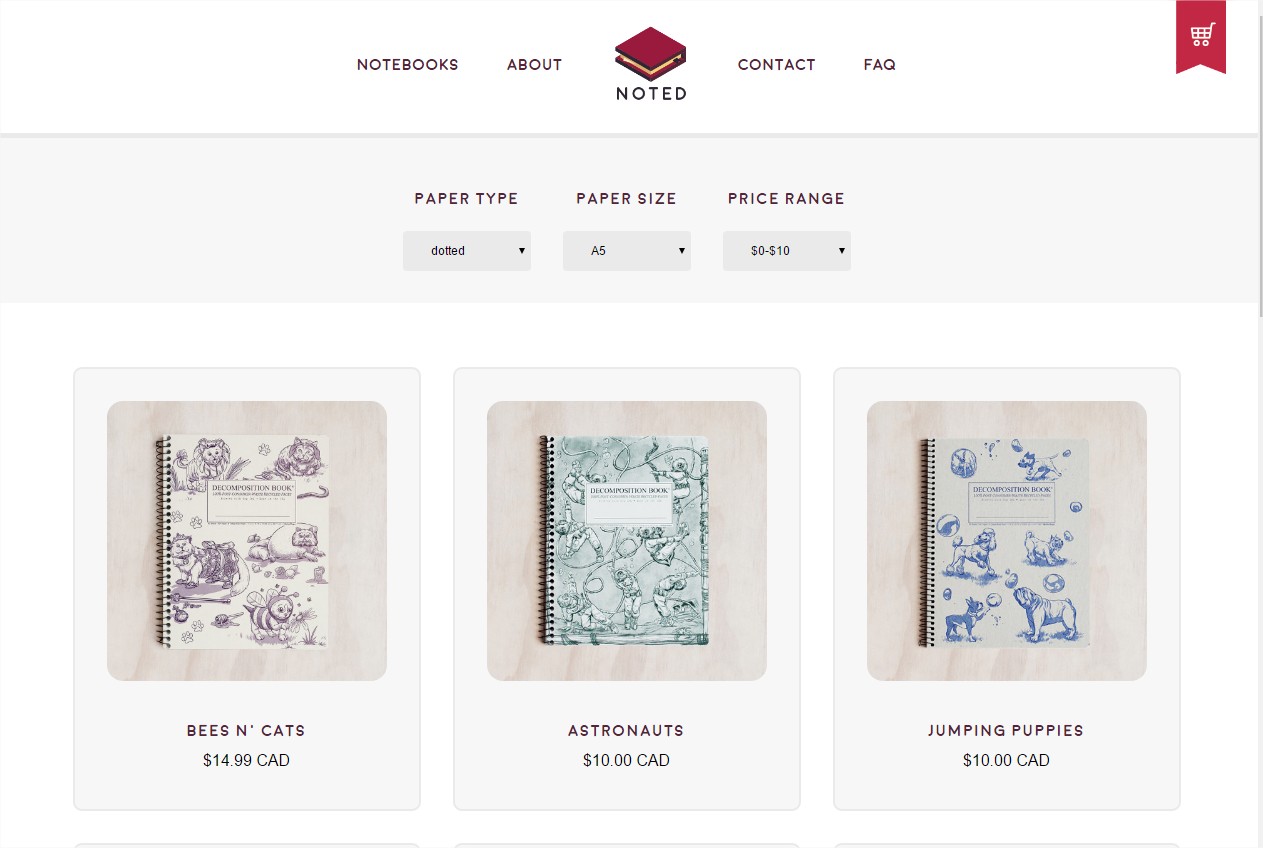 NOTEBOOKS
ABOUT
NOTED
CONTACT
FAQ
PAPER TYPE
PAPER SIZE
PRICE RANGE
dotted
A5
$0-$10
DECOMPOSITION BOOK
DECOMPOSITION BOOK
DECOMPOSITION BOOK
BEES N' CATS
ASTRONAUTS
JUMPING PUPPIES
$14.99 CAD
$10.00 CAD
$10.00 CAD